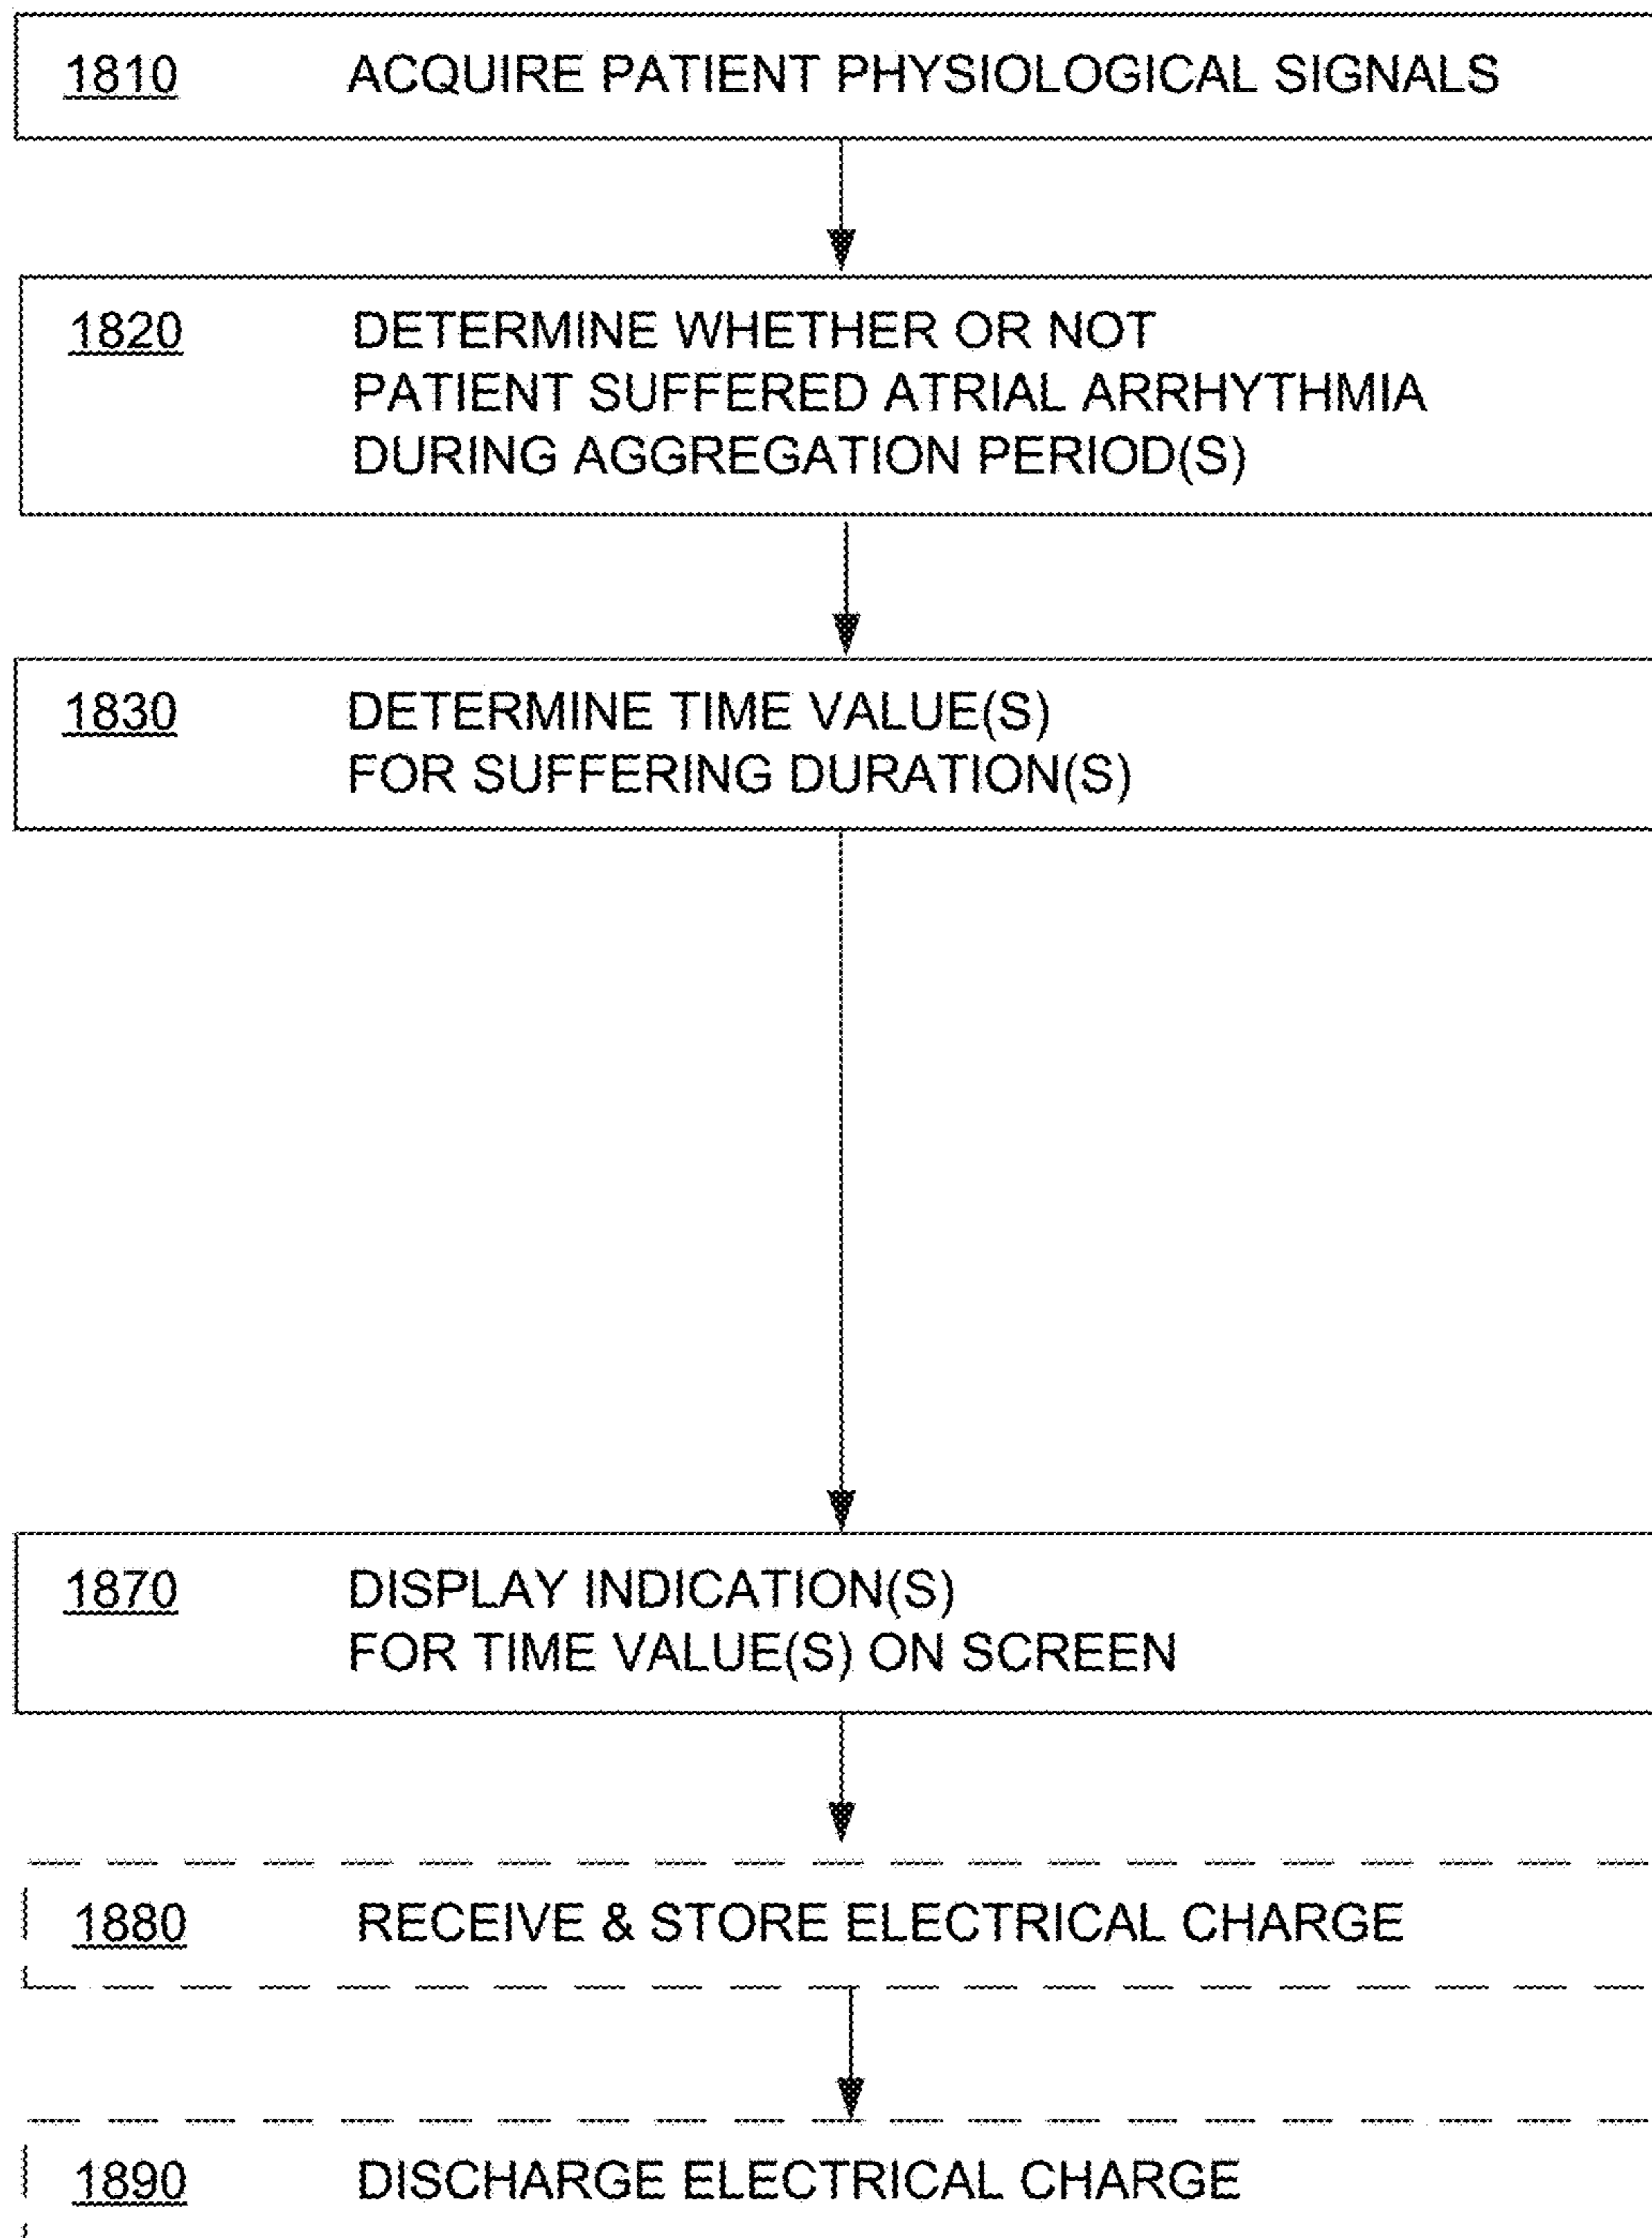 1810 ACQUIRE PATIENT PHYSIOLOGICAL SIGNALS
1820 DETERMINE WHETHER OR NOT
PATIENT SUFFERED ATRIAL ARRHYTHMIA
DURING AGGREGATION PERIOD(S)
1830 DETERMINE TIME VALUE(S)
FOR SUFFERING DURATION(S)
1870 DISPLAY INDICATION(S)
FOR TIME VALUE(S) ON SCREEN
1880 RECEIVE & STORE ELECTRICAL CHARGE
1890 DISCHARGE ELECTRICAL CHARGE